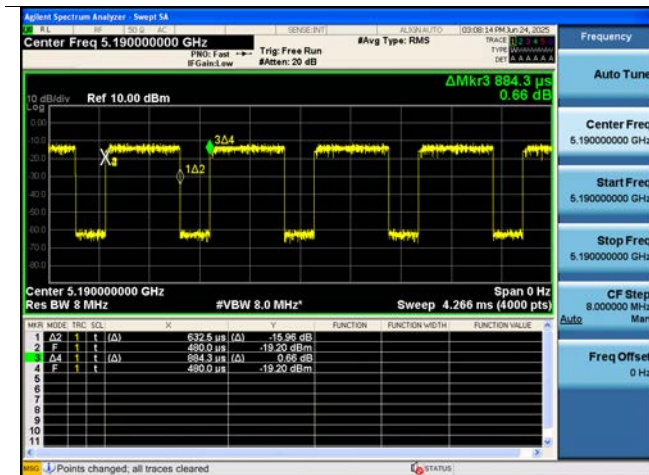 Agilent Spectrum Analyzer - Swept SA
RL RF 50 Ω AC SENSE:INT ALIGNAUTO 03:08:14 PM Jun 24, 2025
Center Freq 5.190000000 GHz
PNO: Fast
IFGain:Low
Trig: Free Run
#Atten: 20 dB
#Avg Type: RMS
TRACE 1 2 3 4 5 6
TYPE
DET A A A A A A
ΔMkr3 884.3 µs
0.66 dB
10 dB/div Ref 10.00 dBm
Log
0.00
-10.0
-20.0
-30.0
-40.0
-50.0
-60.0
-70.0
-80.0
3Δ4
1Δ2
Center 5.190000000 GHz Span 0 Hz
Res BW 8 MHz #VBW 8.0 MHz* Sweep 4.266 ms (4000 pts)
MKR MODE TRC SCL X Y FUNCTION FUNCTION WIDTH FUNCTION VALUE
1 Δ2 1 t (Δ) 632.5 µs (Δ) -15.96 dB
2 F 1 t 480.0 µs -19.20 dBm
3 Δ4 1 t (Δ) 884.3 µs (Δ) 0.66 dB
4 F 1 t 480.0 µs -19.20 dBm
5
6
7
8
9
10
11
MSG Points changed; all traces cleared STATUS
Frequency
Auto Tune
Center Freq
5.190000000 GHz
Start Freq
5.190000000 GHz
Stop Freq
5.190000000 GHz
CF Step
8.000000 MHz
Auto Man
Freq Offset
0 Hz